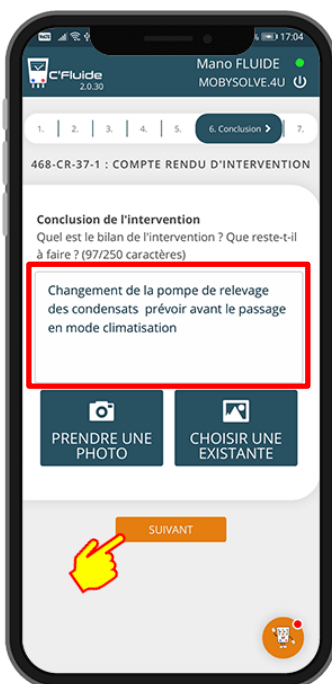 17:04
C'Fluide
2.0.30
Mano FLUIDE
MOBYSOLVE.4U
1. 2. 3. 4. 5. 6. Conclusion 7.
468-CR-37-1 : COMPTE RENDU D'INTERVENTION
Conclusion de l'intervention
Quel est le bilan de l'intervention ? Que reste-t-il
à faire ? (97/250 caractères)
Changement de la pompe de relevage
des condensats prévoir avant le passage
en mode climatisation
PRENDRE UNE
PHOTO
CHOISIR UNE
EXISTANTE
SUIVANT